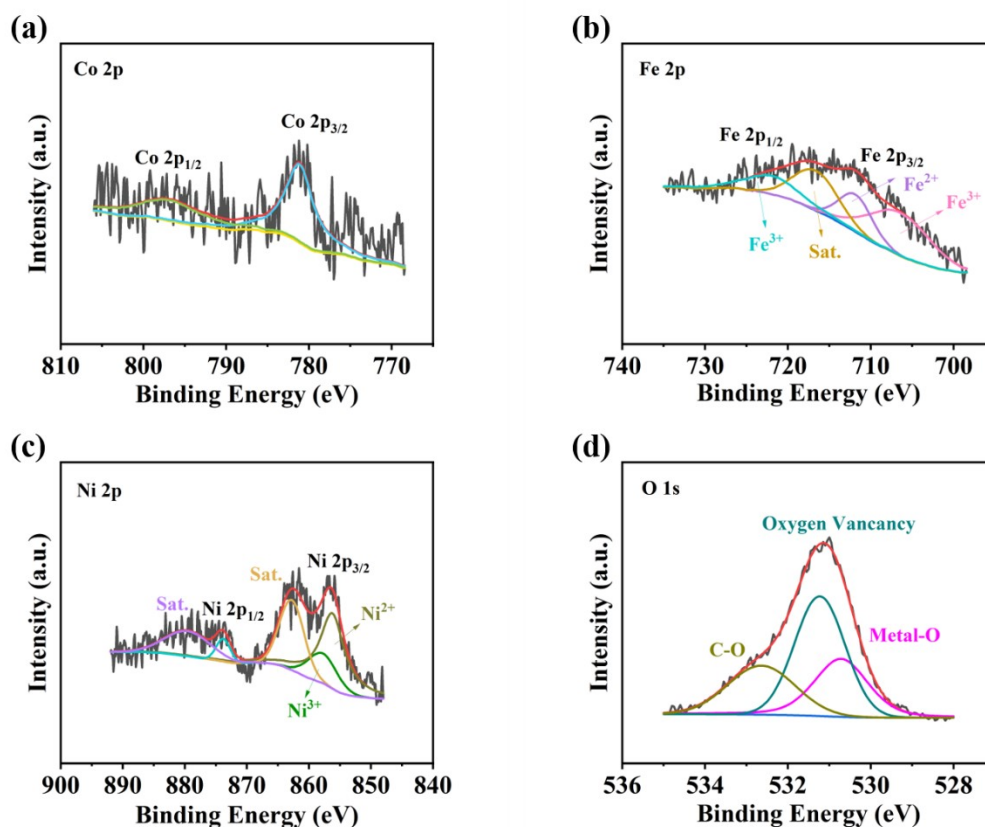 (a)
Co 2p
Co 2p1/2
Co 2p3/2
Intensity (a.u.)
810 800 790 780 770
Binding Energy (eV)
(b)
Fe 2p
Fe 2p1/2
Fe 2p3/2
Fe2+
Fe3+
Fe3+
Sat.
Intensity (a.u.)
740 730 720 710 700
Binding Energy (eV)
(c)
Ni 2p
Sat.
Ni 2p1/2
Sat.
Ni 2p3/2
Ni2+
Ni3+
Intensity (a.u.)
900 890 880 870 860 850 840
Binding Energy (eV)
(d)
O 1s
Oxygen Vancancy
C-O
Metal-O
Intensity (a.u.)
536 534 532 530 528
Binding Energy (eV)